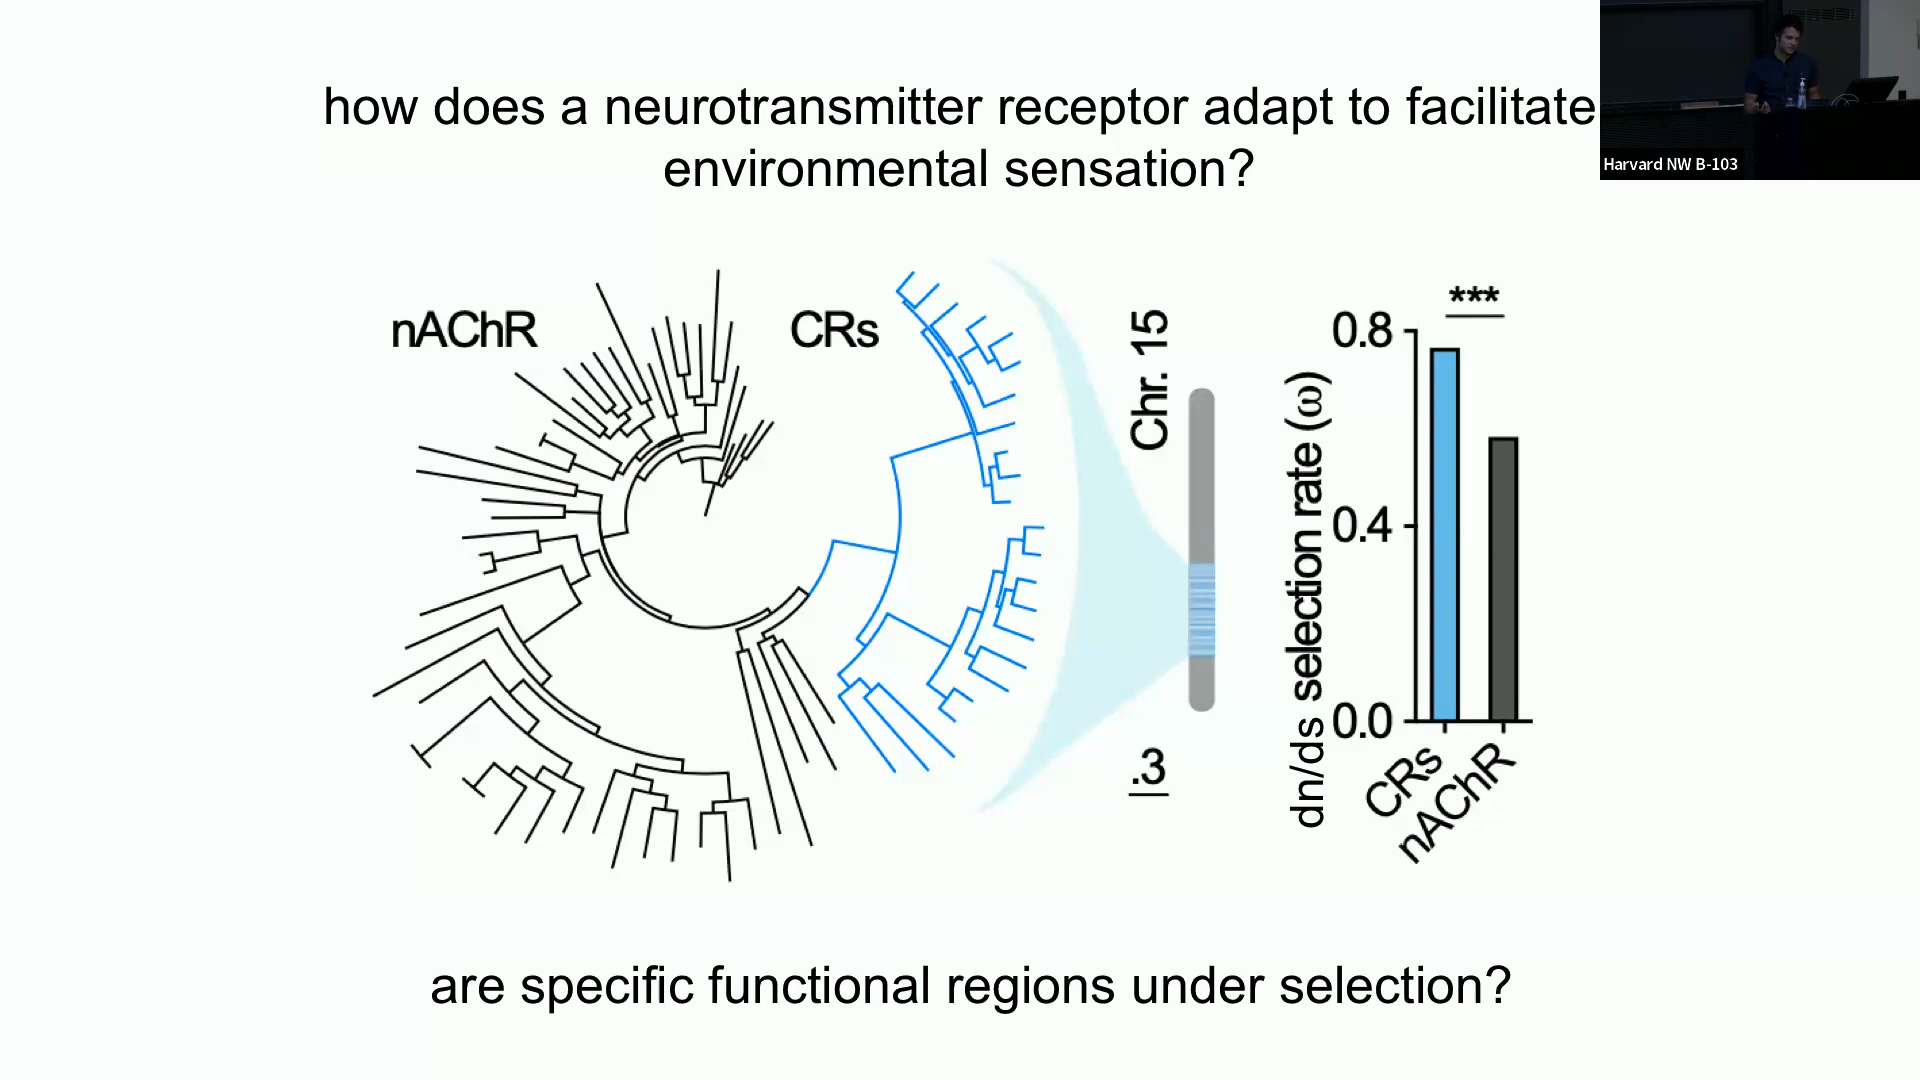 how does a neurotransmitter receptor adapt to facilitate
environmental sensation?
Harvard NW B-103
nAChR
CRs
Chr. 15
.3
***
dn/ds selection rate (ω)
0.8
0.4
0.0
CRs
nAChR
are specific functional regions under selection?